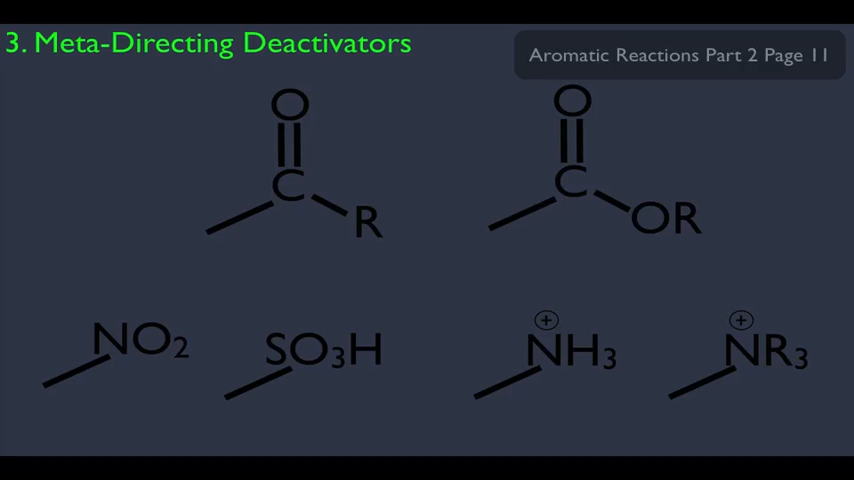 3. Meta-Directing Deactivators
Aromatic Reactions Part 2 Page 11
O
O
C
C
R
OR
⊕
⊕
NO₂
SO₃H
NH₃
NR₃